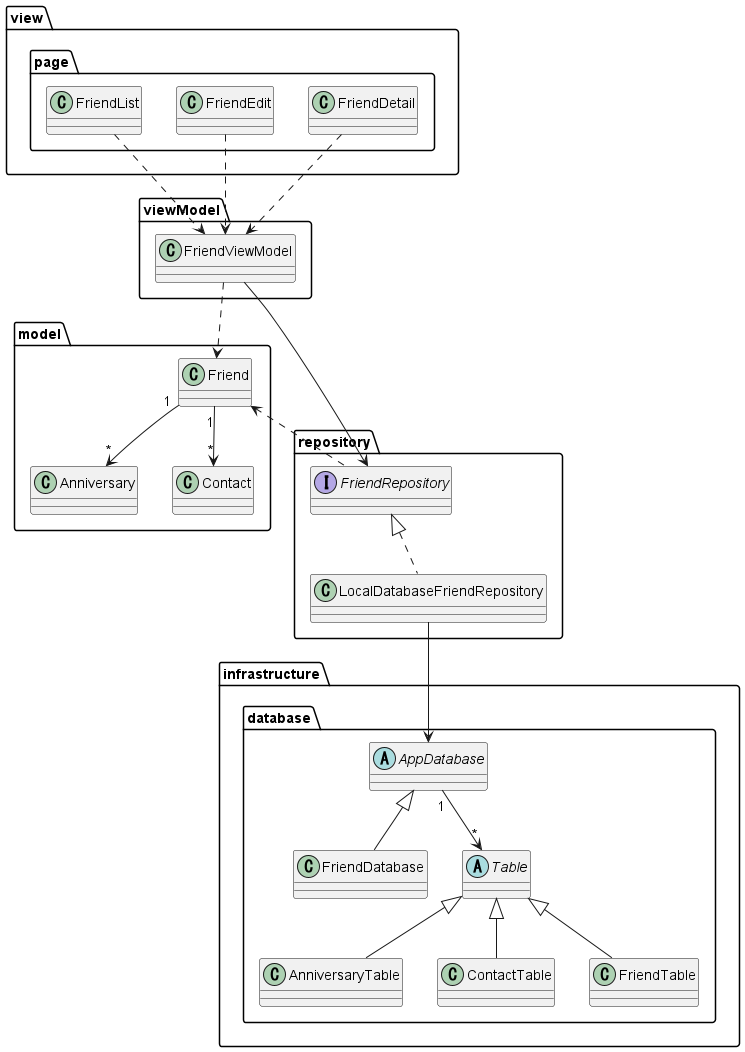 view
page
C FriendList
C FriendEdit
C FriendDetail
viewModel
C FriendViewModel
model
C Friend
1
1
*
*
C Anniversary
C Contact
repository
I FriendRepository
C LocalDatabaseFriendRepository
infrastructure
database
A AppDatabase
1
*
C FriendDatabase
A Table
C AnniversaryTable
C ContactTable
C FriendTable